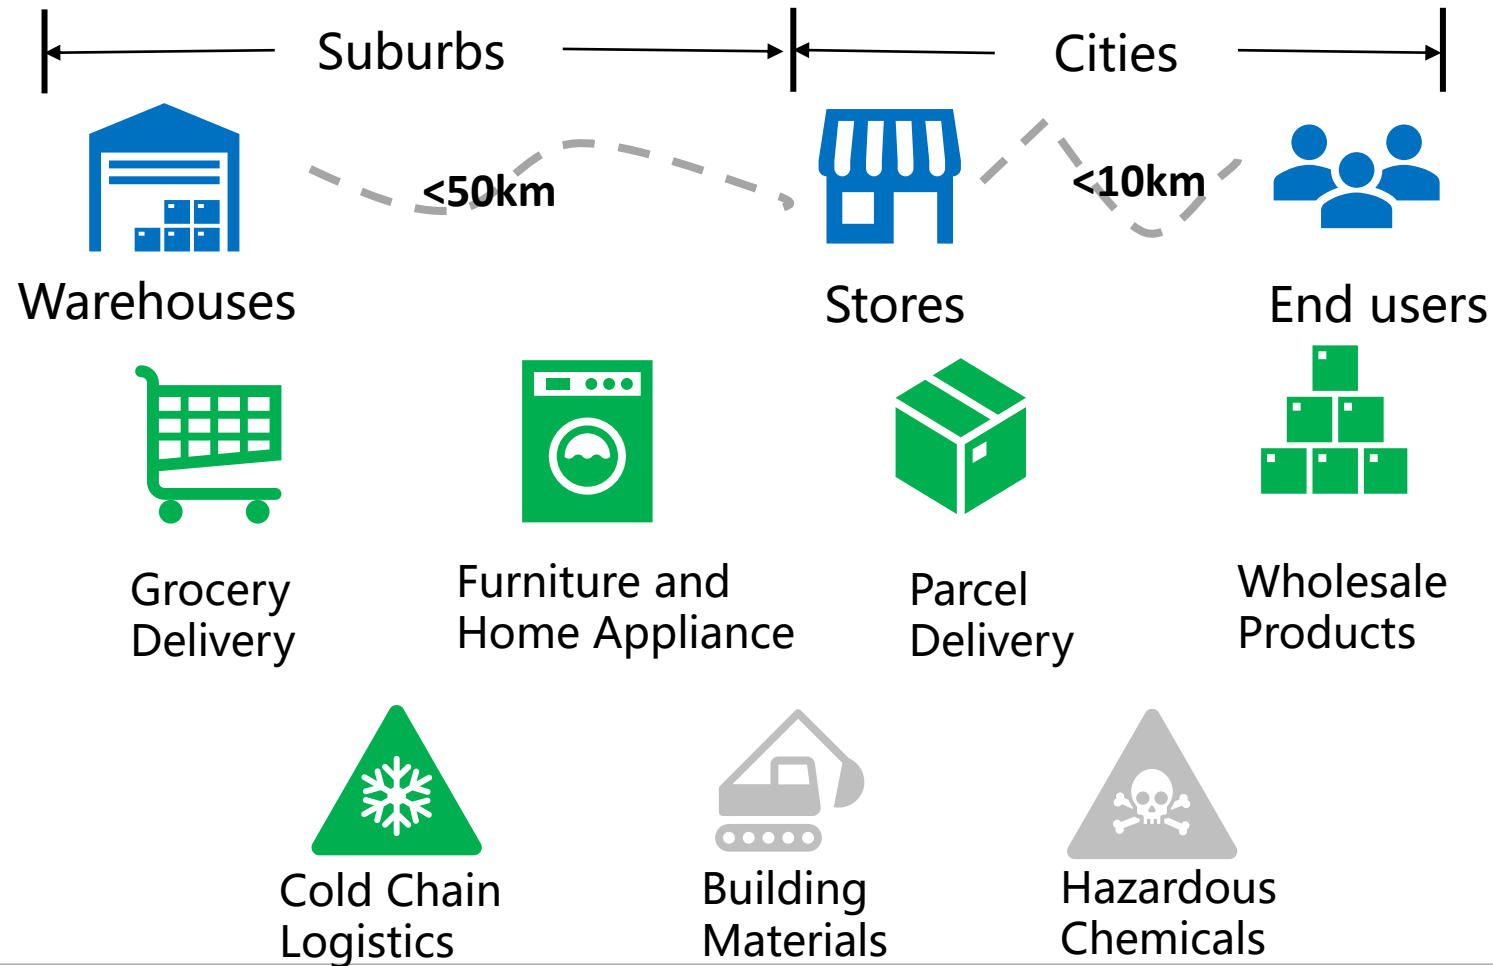 Suburbs
Cities
<50km
<10km
Warehouses
Stores
End users
Grocery
Delivery
Furniture and
Home Appliance
Parcel
Delivery
Wholesale
Products
Cold Chain
Logistics
Building
Materials
Hazardous
Chemicals